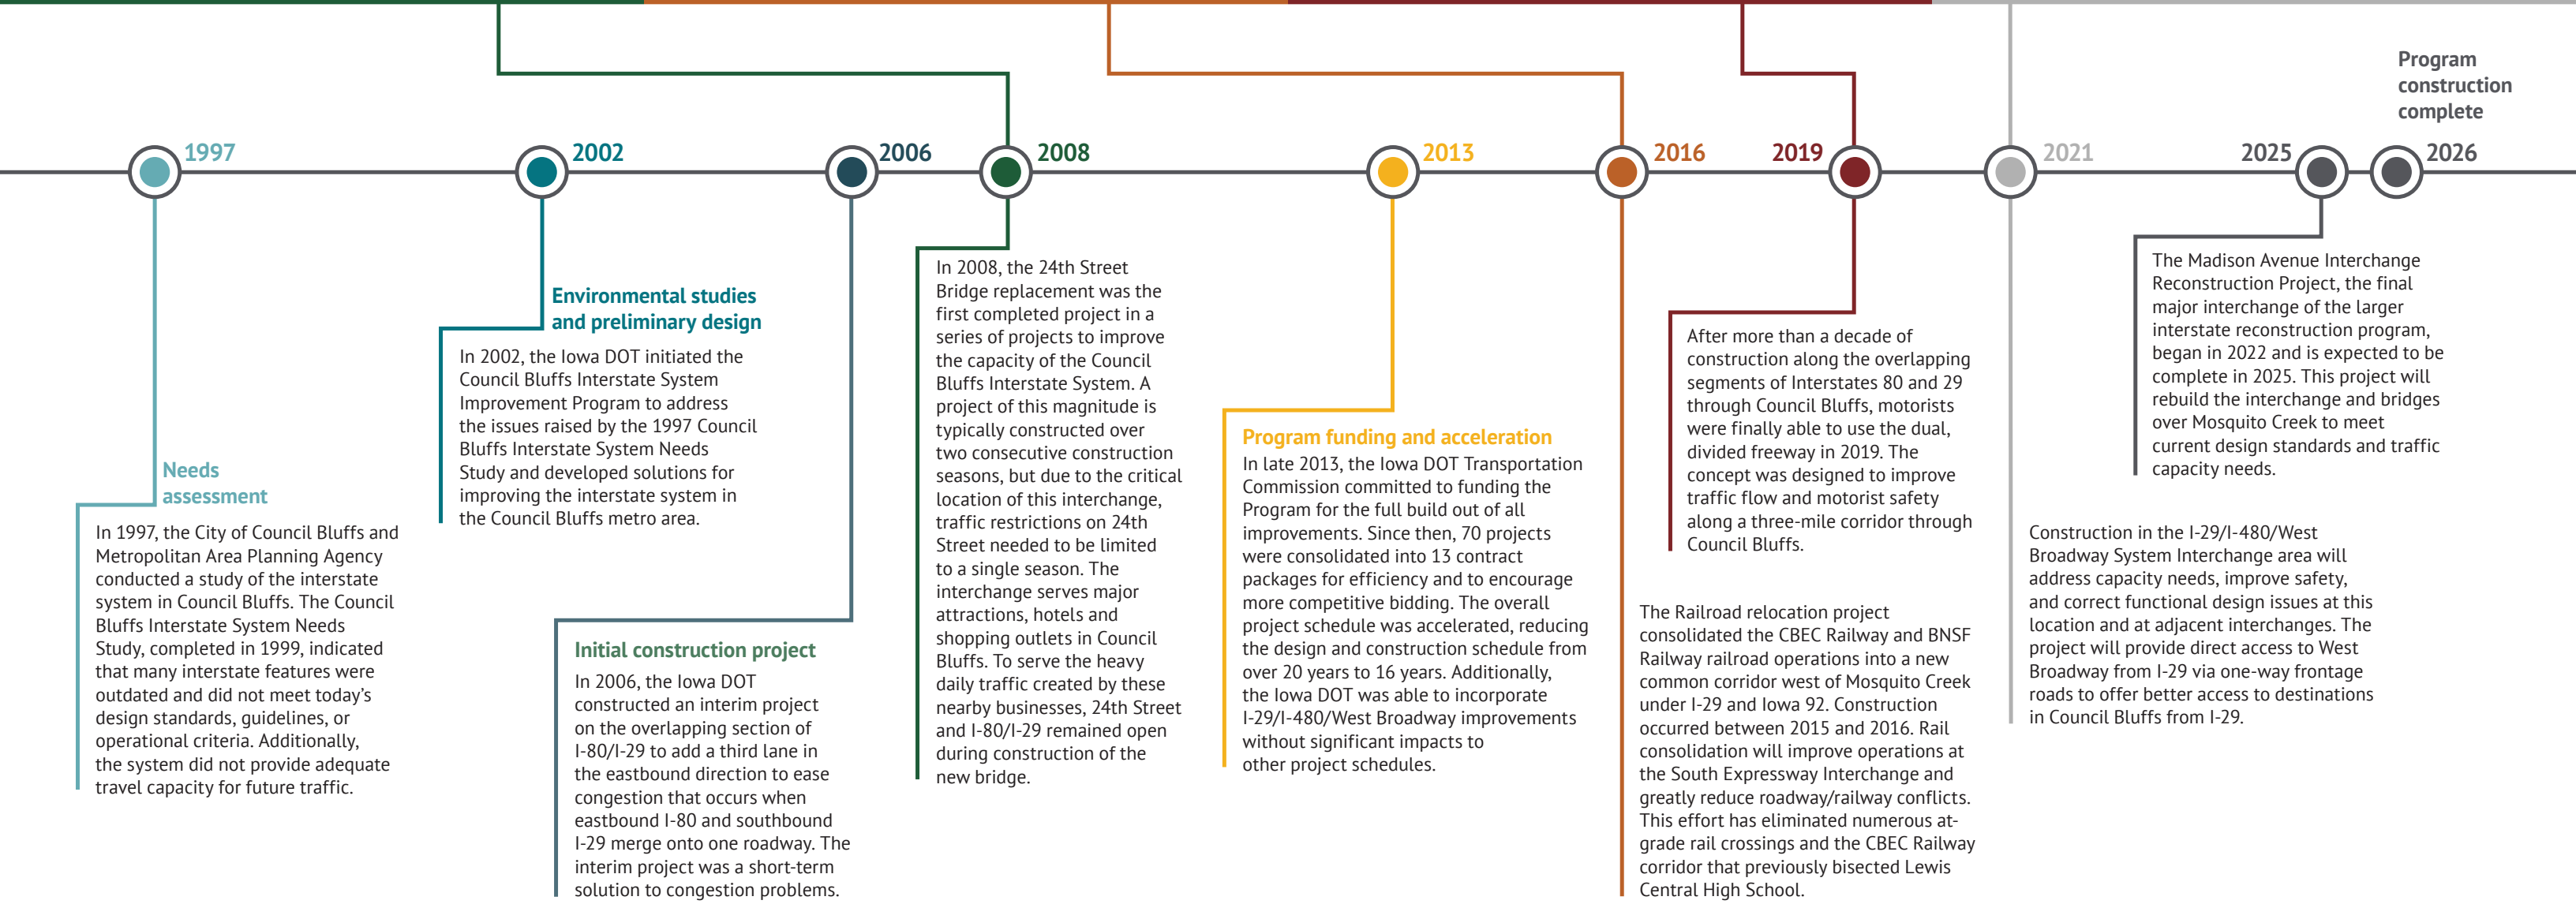 Program
construction
complete
1997
2002
2006
2008
2013
2016
2019
2021
2025
2026
Needs
assessment
In 1997, the City of Council Bluffs and
Metropolitan Area Planning Agency
conducted a study of the interstate
system in Council Bluffs. The Council
Bluffs Interstate System Needs
Study, completed in 1999, indicated
that many interstate features were
outdated and did not meet today’s
design standards, guidelines, or
operational criteria. Additionally,
the system did not provide adequate
travel capacity for future traffic.
Environmental studies
and preliminary design
In 2002, the Iowa DOT initiated the
Council Bluffs Interstate System
Improvement Program to address
the issues raised by the 1997 Council
Bluffs Interstate System Needs
Study and developed solutions for
improving the interstate system in
the Council Bluffs metro area.
Initial construction project
In 2006, the Iowa DOT
constructed an interim project
on the overlapping section of
I-80/I-29 to add a third lane in
the eastbound direction to ease
congestion that occurs when
eastbound I-80 and southbound
I-29 merge onto one roadway. The
interim project was a short-term
solution to congestion problems.
In 2008, the 24th Street
Bridge replacement was the
first completed project in a
series of projects to improve
the capacity of the Council
Bluffs Interstate System. A
project of this magnitude is
typically constructed over
two consecutive construction
seasons, but due to the critical
location of this interchange,
traffic restrictions on 24th
Street needed to be limited
to a single season. The
interchange serves major
attractions, hotels and
shopping outlets in Council
Bluffs. To serve the heavy
daily traffic created by these
nearby businesses, 24th Street
and I-80/I-29 remained open
during construction of the
new bridge.
Program funding and acceleration
In late 2013, the Iowa DOT Transportation
Commission committed to funding the
Program for the full build out of all
improvements. Since then, 70 projects
were consolidated into 13 contract
packages for efficiency and to encourage
more competitive bidding. The overall
project schedule was accelerated, reducing
the design and construction schedule from
over 20 years to 16 years. Additionally,
the Iowa DOT was able to incorporate
I-29/I-480/West Broadway improvements
without significant impacts to
other project schedules.
The Railroad relocation project
consolidated the CBEC Railway and BNSF
Railway railroad operations into a new
common corridor west of Mosquito Creek
under I-29 and Iowa 92. Construction
occurred between 2015 and 2016. Rail
consolidation will improve operations at
the South Expressway Interchange and
greatly reduce roadway/railway conflicts.
This effort has eliminated numerous at-
grade rail crossings and the CBEC Railway
corridor that previously bisected Lewis
Central High School.
After more than a decade of
construction along the overlapping
segments of Interstates 80 and 29
through Council Bluffs, motorists
were finally able to use the dual,
divided freeway in 2019. The
concept was designed to improve
traffic flow and motorist safety
along a three-mile corridor through
Council Bluffs.
Construction in the I-29/I-480/West
Broadway System Interchange area will
address capacity needs, improve safety,
and correct functional design issues at this
location and at adjacent interchanges. The
project will provide direct access to West
Broadway from I-29 via one-way frontage
roads to offer better access to destinations
in Council Bluffs from I-29.
The Madison Avenue Interchange
Reconstruction Project, the final
major interchange of the larger
interstate reconstruction program,
began in 2022 and is expected to be
complete in 2025. This project will
rebuild the interchange and bridges
over Mosquito Creek to meet
current design standards and traffic
capacity needs.